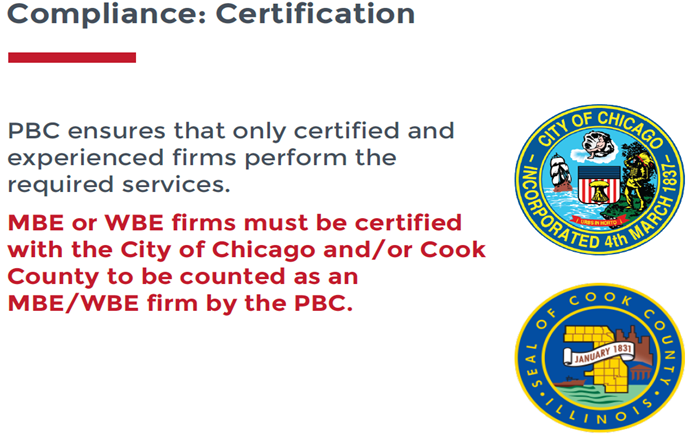 Compliance: Certification
PBC ensures that only certified and
experienced firms perform the
required services.
MBE or WBE firms must be certified
with the City of Chicago and/or Cook
County to be counted as an
MBE/WBE firm by the PBC.
CITY OF CHICAGO
INCORPORATED 4th MARCH 1837
URBS IN HORTO
SEAL OF COOK COUNTY
JANUARY 1831
ILLINOIS